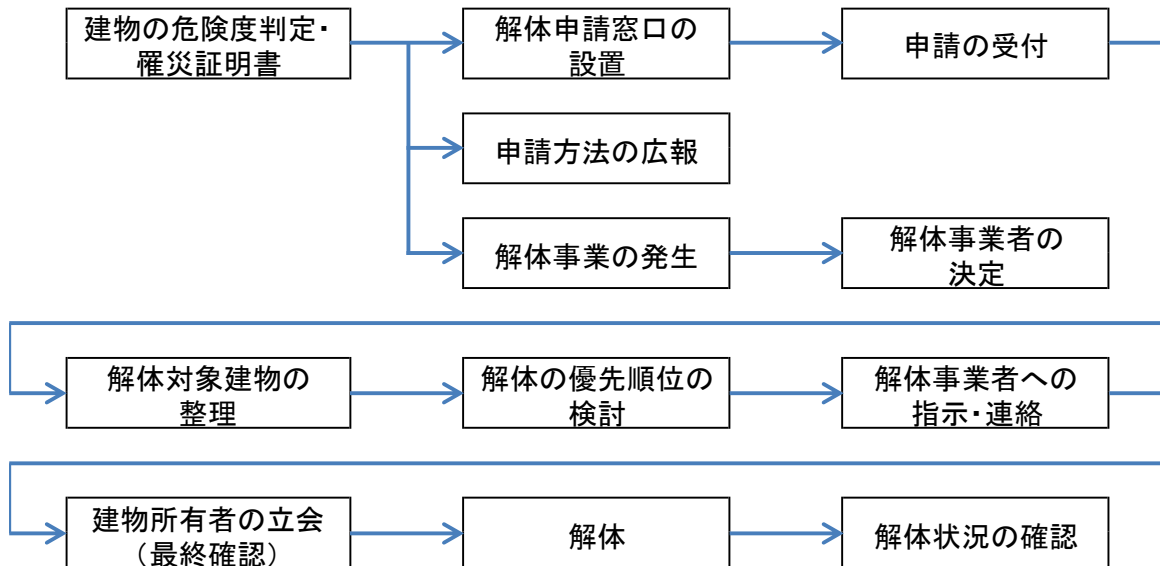 建物の危険度判定・
罹災証明書
解体申請窓口の
設置
申請の受付
申請方法の広報
解体事業の発生
解体事業者の
決定
解体対象建物の
整理
解体の優先順位の
検討
解体事業者への
指示・連絡
建物所有者の立会
（最終確認）
解体
解体状況の確認